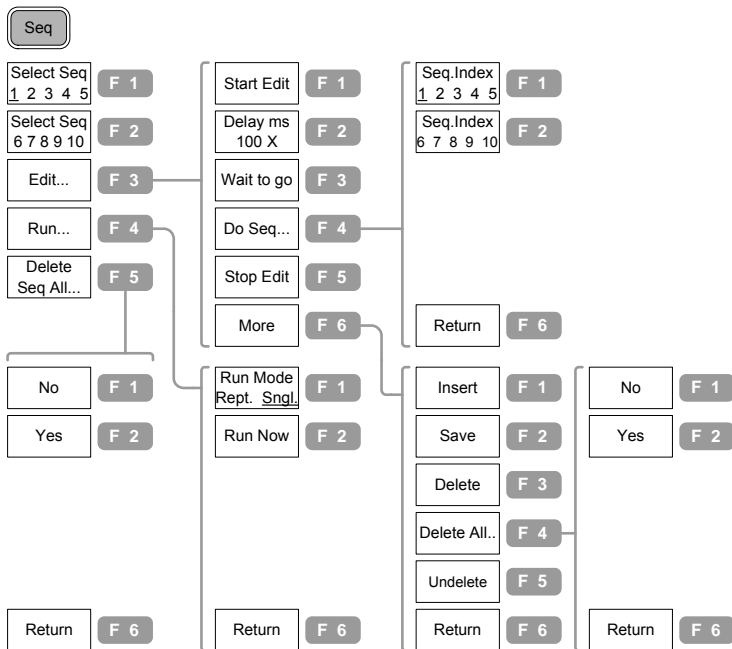 Seq
Select Seq
1 2 3 4 5
F 1
Select Seq
6 7 8 9 10
F 2
Edit...
F 3
Run...
F 4
Delete
Seq All...
F 5
No
F 1
Yes
F 2
Return
F 6
Start Edit
F 1
Delay ms
100 X
F 2
Wait to go
F 3
Do Seq...
F 4
Stop Edit
F 5
More
F 6
Run Mode
Rept. Sngl.
F 1
Run Now
F 2
Return
F 6
Seq.Index
1 2 3 4 5
F 1
Seq.Index
6 7 8 9 10
F 2
Return
F 6
Insert
F 1
Save
F 2
Delete
F 3
Delete All..
F 4
Undelete
F 5
Return
F 6
No
F 1
Yes
F 2
Return
F 6